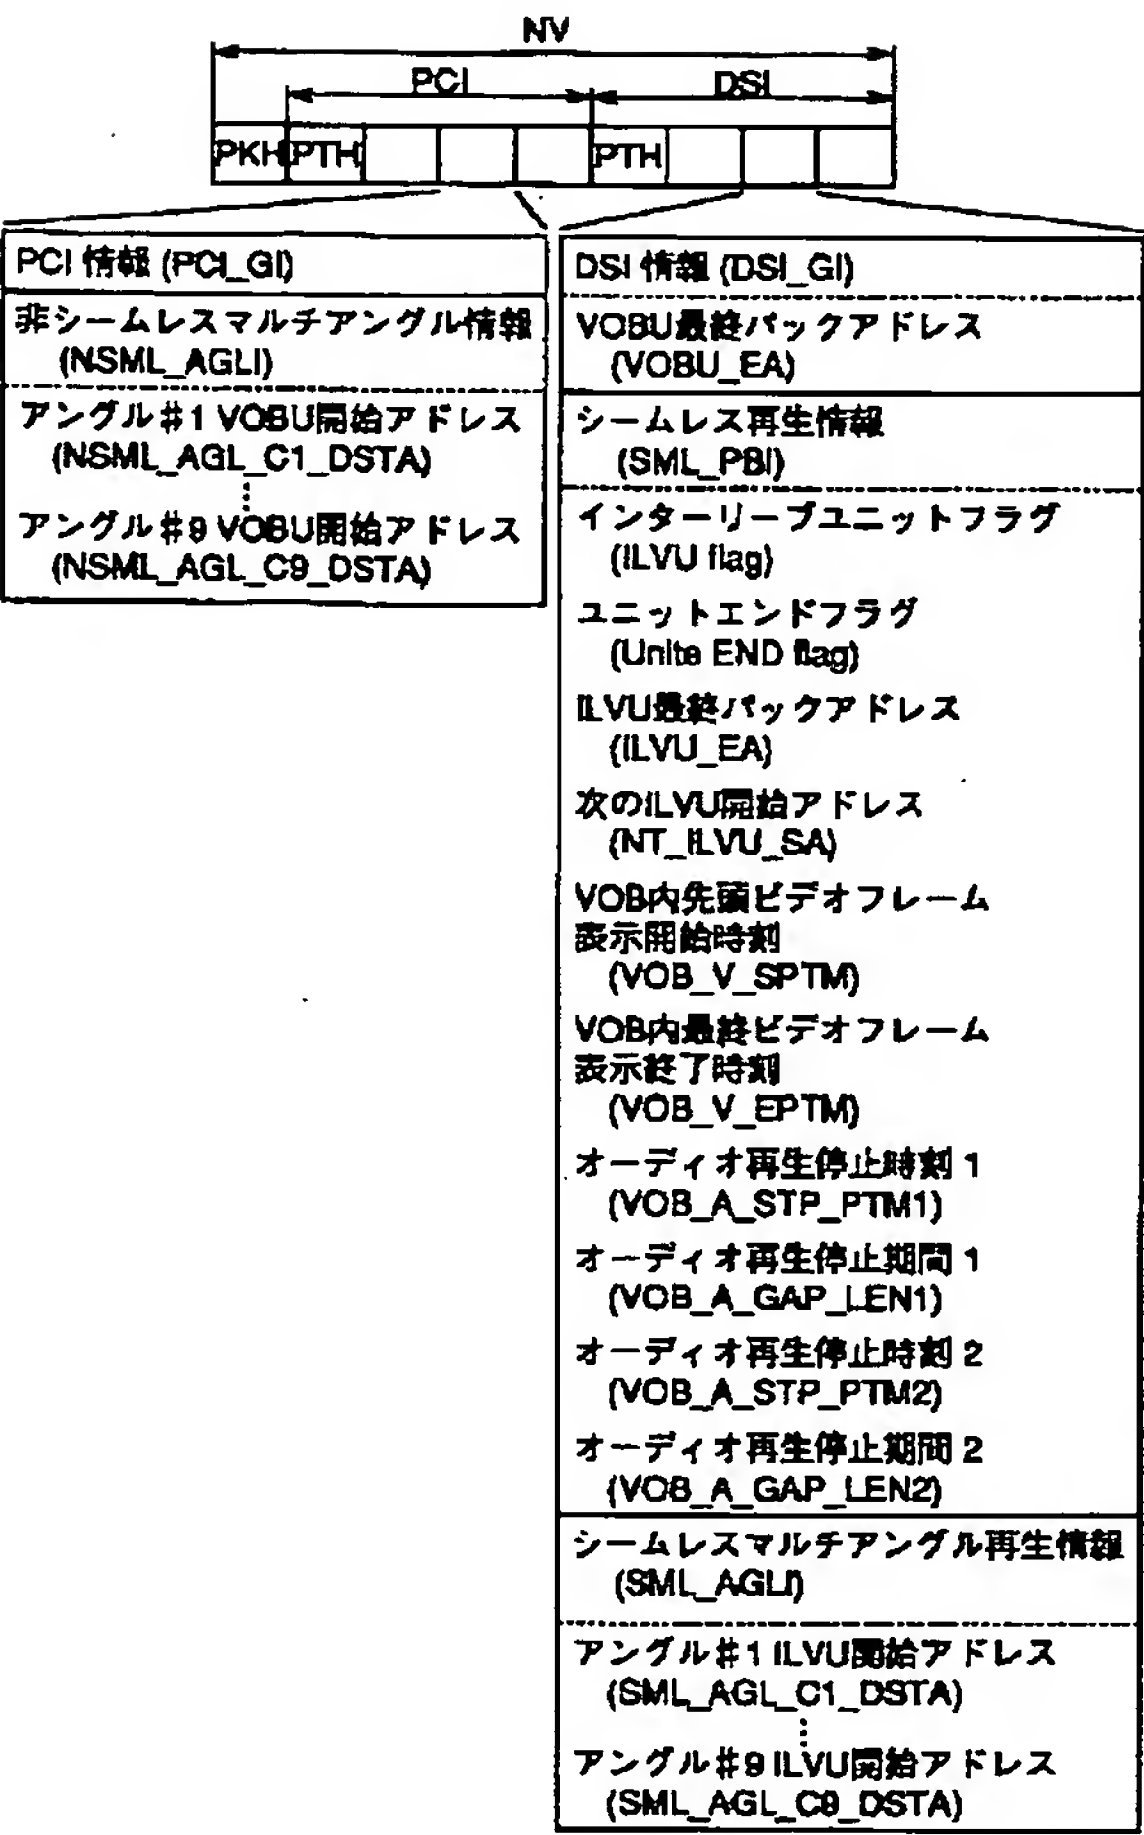 NV
PCI DSI
PKH PTH PTH
PCI 情報 (PCI_GI)
非シームレスマルチアングル情報
(NSML_AGLI)
アングル#1 VOBU開始アドレス
(NSML_AGL_C1_DSTA)
アングル#9 VOBU開始アドレス
(NSML_AGL_C9_DSTA)
DSI 情報 (DSI_GI)
VOBU最終パックアドレス
(VOBU_EA)
シームレス再生情報
(SML_PBI)
インターリーブユニットフラグ
(ILVU flag)
ユニットエンドフラグ
(Unite END flag)
ILVU最終パックアドレス
(ILVU_EA)
次のILVU開始アドレス
(NT_ILVU_SA)
VOB内先頭ビデオフレーム
表示開始時刻
(VOB_V_SPTM)
VOB内最終ビデオフレーム
表示終了時刻
(VOB_V_EPTM)
オーディオ再生停止時刻 1
(VOB_A_STP_PTM1)
オーディオ再生停止期間 1
(VOB_A_GAP_LEN1)
オーディオ再生停止時刻 2
(VOB_A_STP_PTM2)
オーディオ再生停止期間 2
(VOB_A_GAP_LEN2)
シームレスマルチアングル再生情報
(SML_AGLI)
アングル#1 ILVU開始アドレス
(SML_AGL_C1_DSTA)
アングル#9 ILVU開始アドレス
(SML_AGL_C9_DSTA)